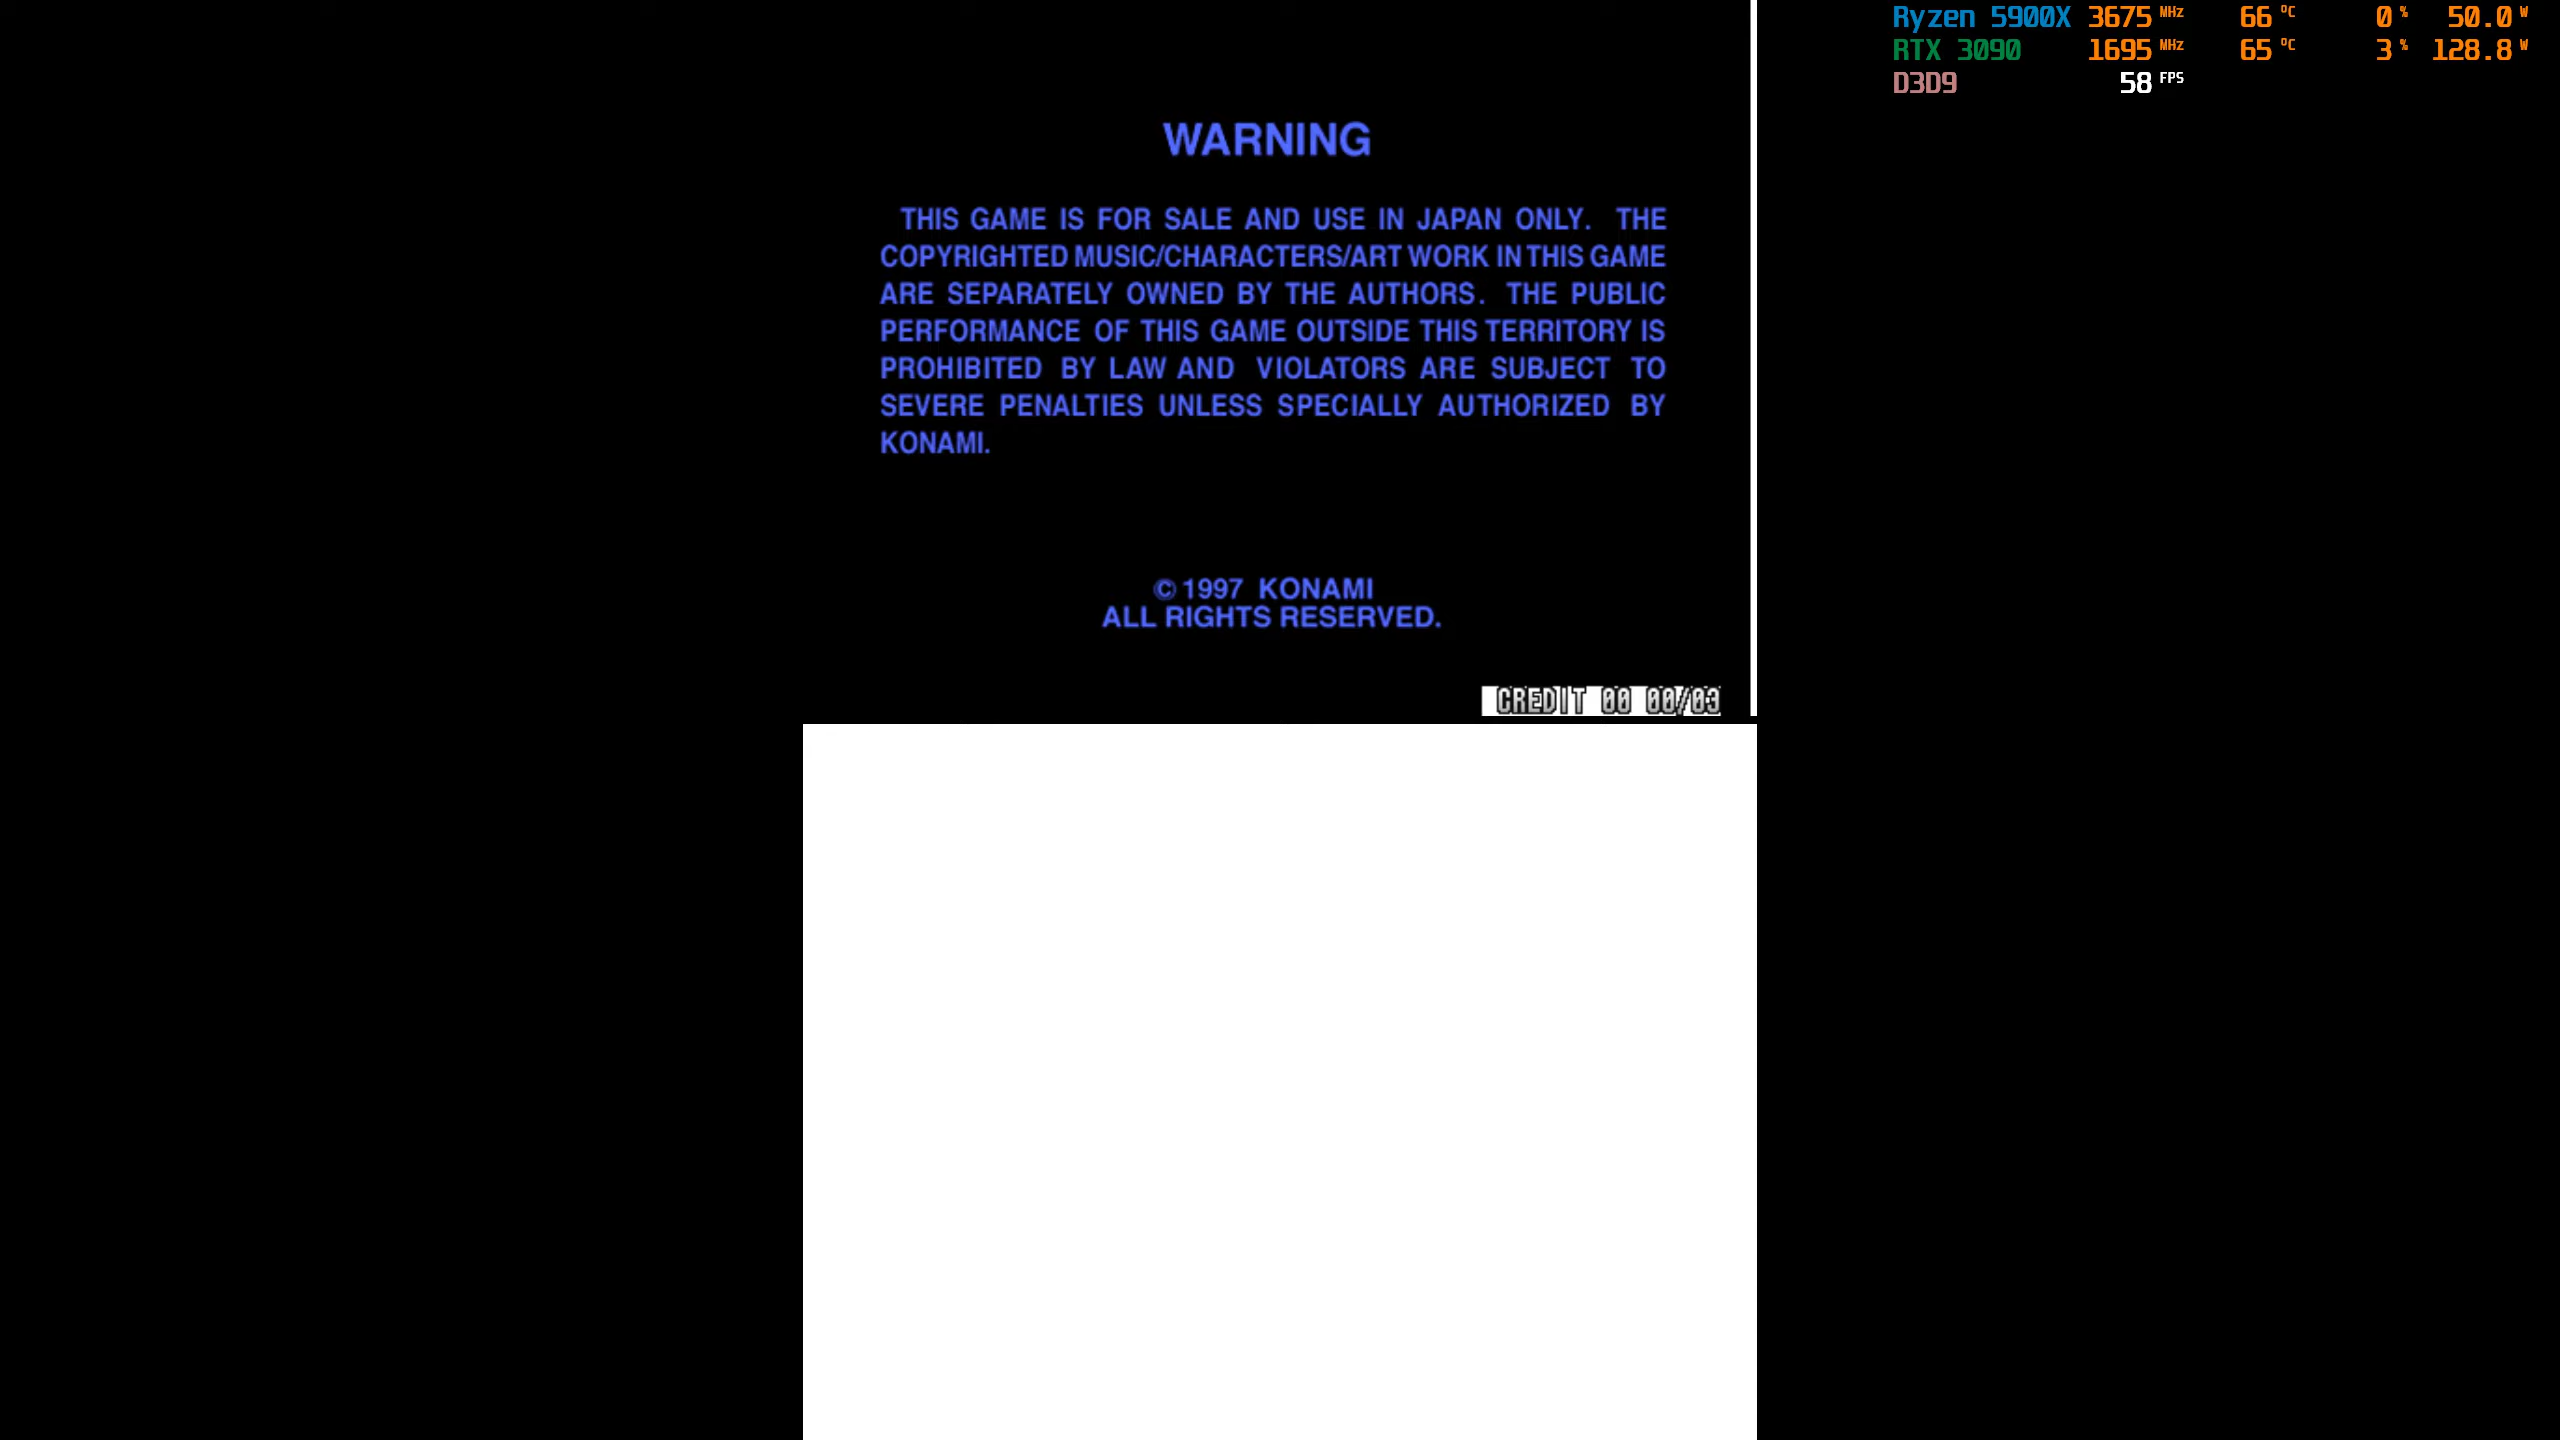 Ryzen 5900X 3675 MHz 66 °C 0 % 50.0 W
RTX 3090 1695 MHz 65 °C 3 % 128.8 W
D3D9 58 FPS
WARNING
THIS GAME IS FOR SALE AND USE IN JAPAN ONLY. THE
COPYRIGHTED MUSIC/CHARACTERS/ART WORK IN THIS GAME
ARE SEPARATELY OWNED BY THE AUTHORS. THE PUBLIC
PERFORMANCE OF THIS GAME OUTSIDE THIS TERRITORY IS
PROHIBITED BY LAW AND VIOLATORS ARE SUBJECT TO
SEVERE PENALTIES UNLESS SPECIALLY AUTHORIZED BY
KONAMI.
© 1997 KONAMI
ALL RIGHTS RESERVED.
CREDIT 00 00/03